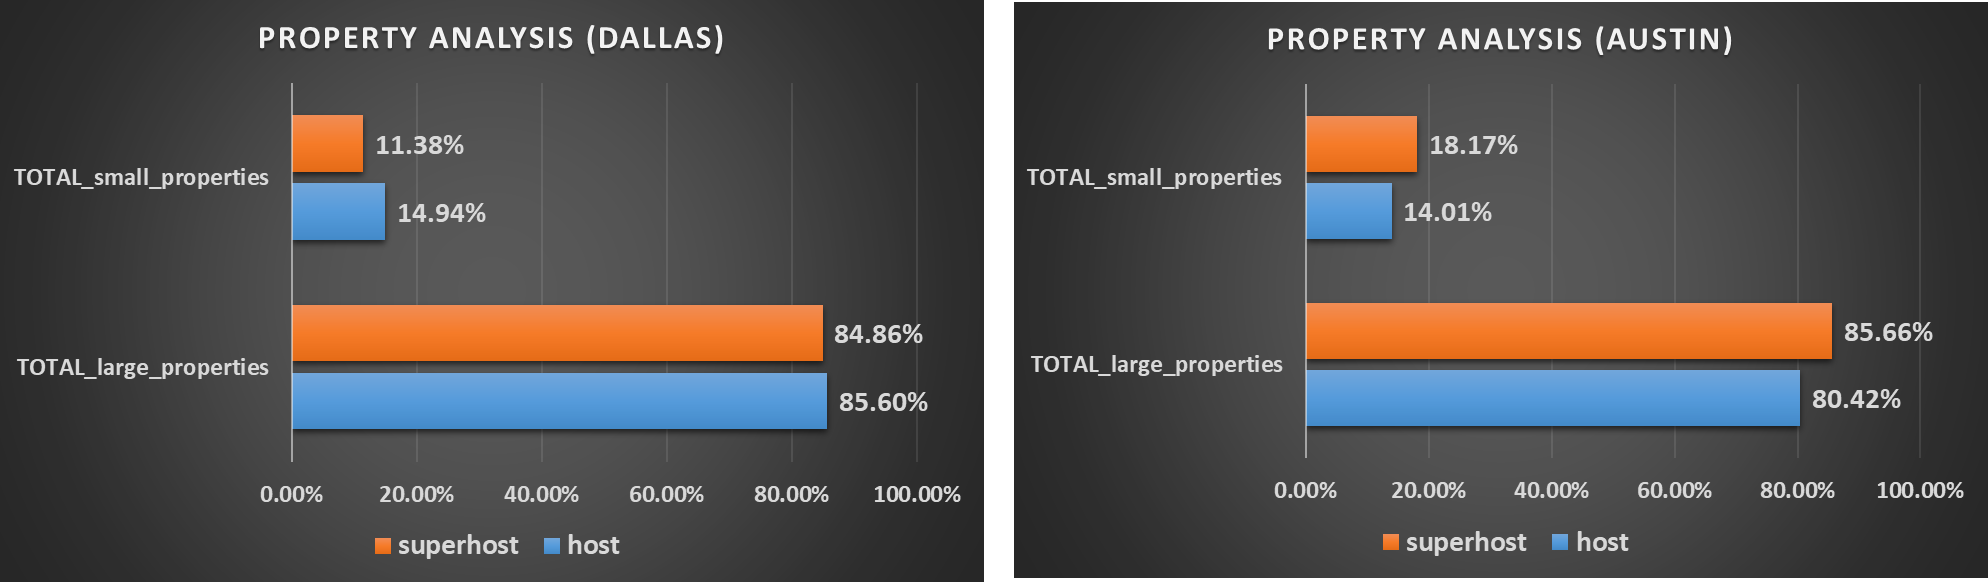 PROPERTY ANALYSIS (DALLAS)
TOTAL_small_properties
11.38%
14.94%
TOTAL_large_properties
84.86%
85.60%
0.00% 20.00% 40.00% 60.00% 80.00% 100.00%
superhost host
PROPERTY ANALYSIS (AUSTIN)
TOTAL_small_properties
18.17%
14.01%
TOTAL_large_properties
85.66%
80.42%
0.00% 20.00% 40.00% 60.00% 80.00% 100.00%
superhost host